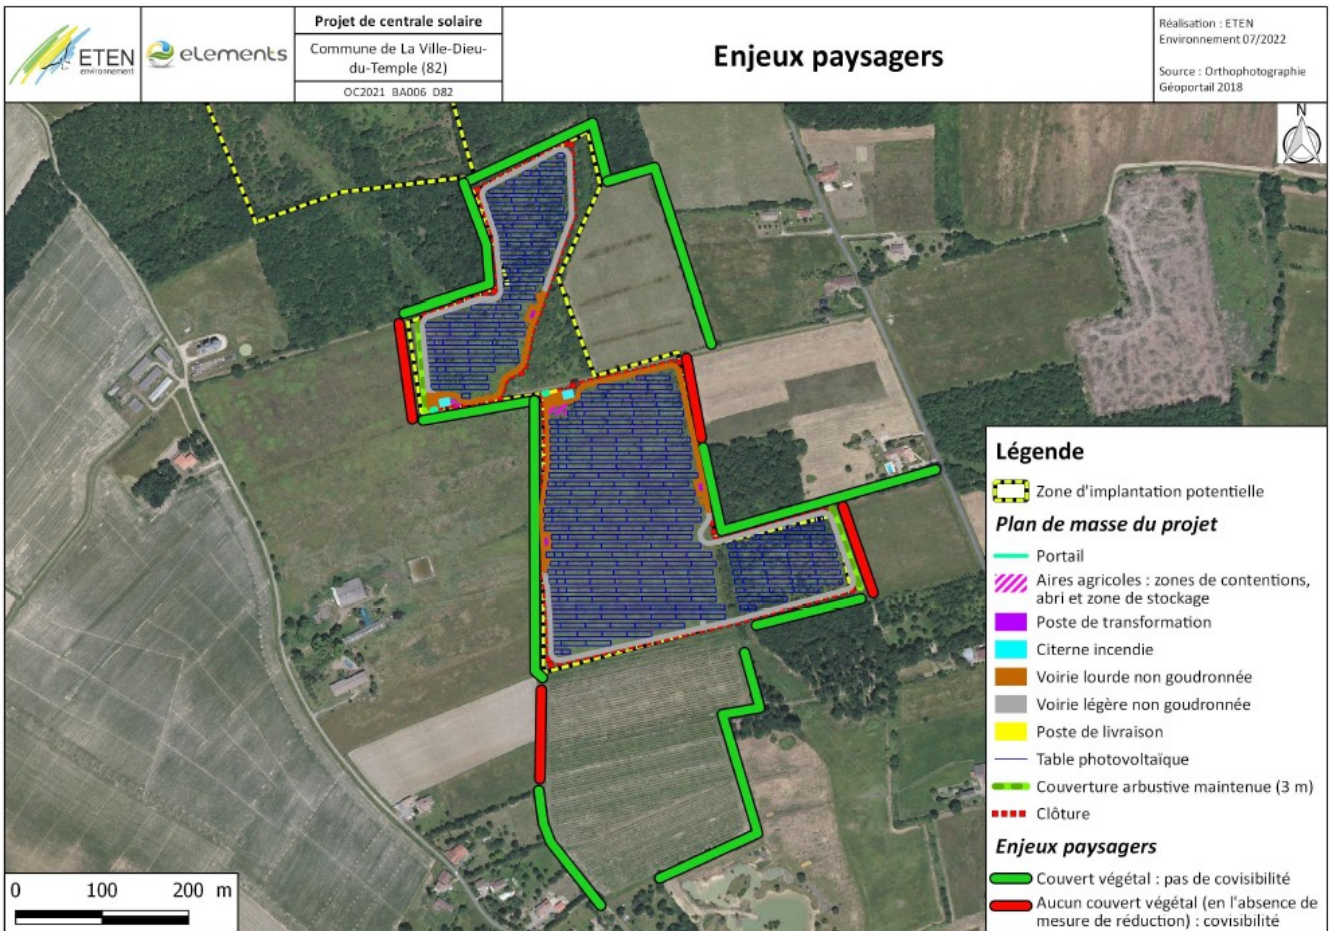 ETEN
environnement
elements
Projet de centrale solaire
Commune de La Ville-Dieu-
du-Temple (82)
OC2021_BA006_D82
Enjeux paysagers
Réalisation : ETEN
Environnement 07/2022
Source : Orthophotographie
Géoportail 2018
N
Légende
Zone d'implantation potentielle
Plan de masse du projet
Portail
Aires agricoles : zones de contentions,
abri et zone de stockage
Poste de transformation
Citerne incendie
Voirie lourde non goudronnée
Voirie légère non goudronnée
Poste de livraison
Table photovoltaïque
Couverture arbustive maintenue (3 m)
Clôture
Enjeux paysagers
Couvert végétal : pas de covisibilité
Aucun couvert végétal (en l'absence de
mesure de réduction) : covisibilité
0 100 200 m